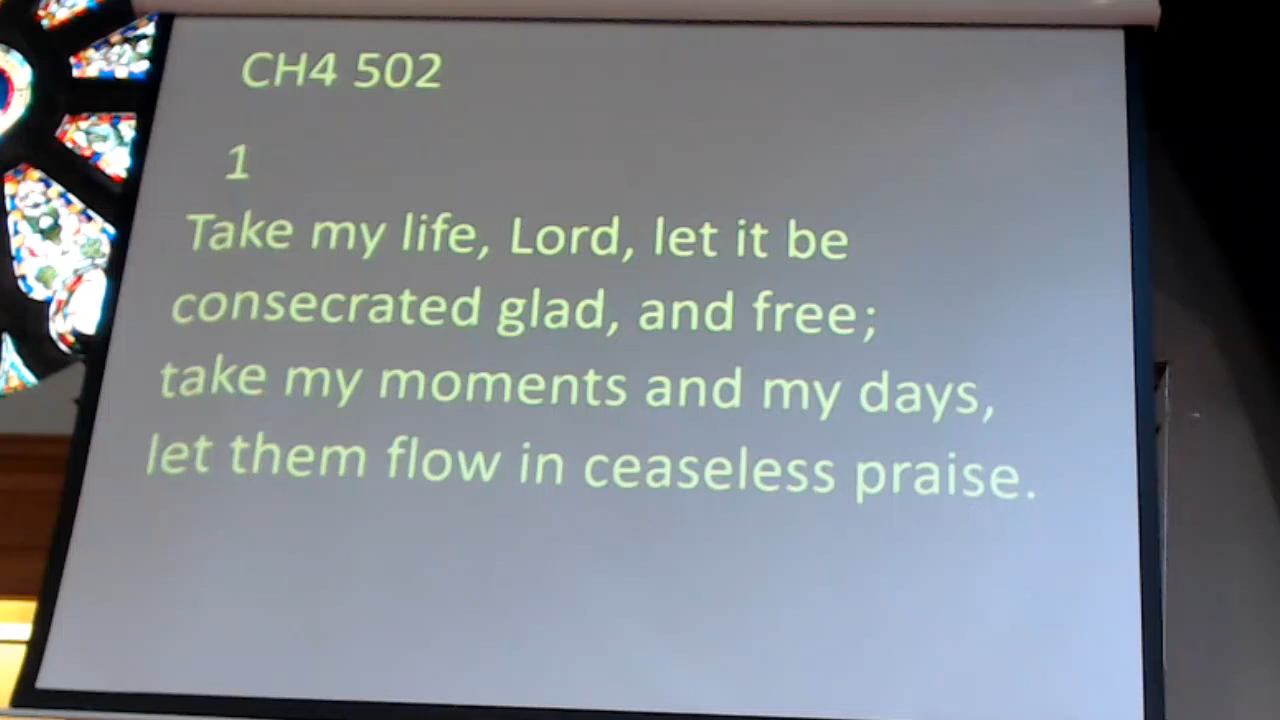 CH4 502
1
Take my life, Lord, let it be
consecrated glad, and free;
take my moments and my days,
let them flow in ceaseless praise.